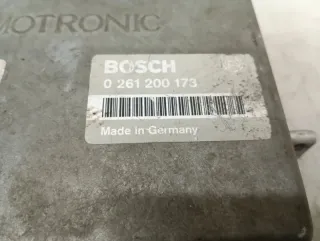 MOTRONIC
BOSCH
0 261 200 173
Made in Germany